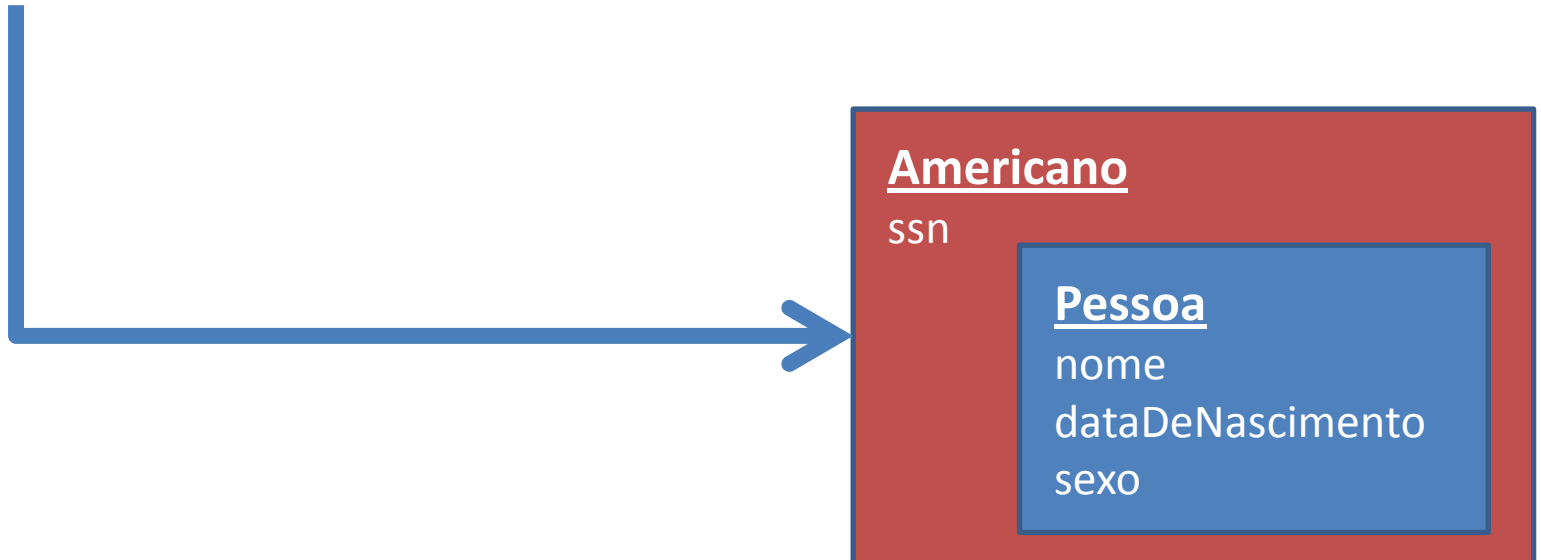 Americano
ssn
Pessoa
nome
dataDeNascimento
sexo